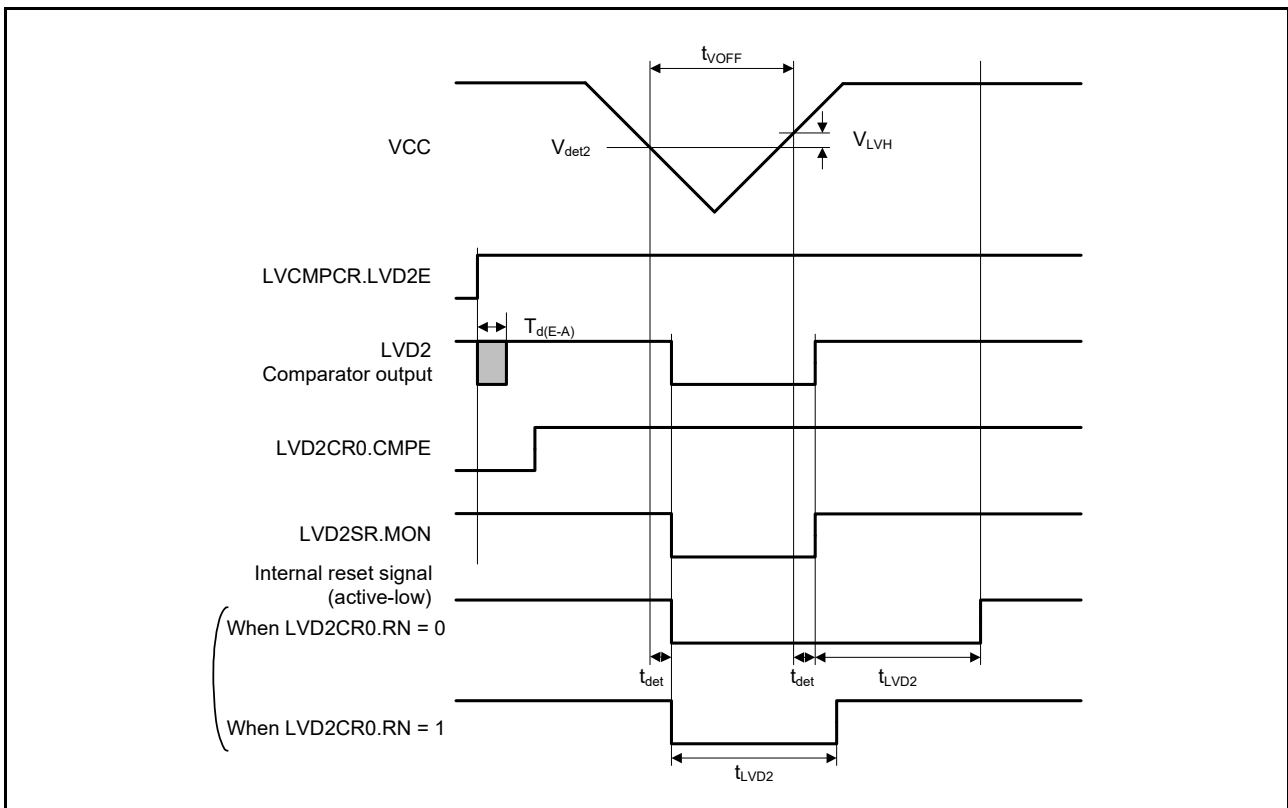 tVOFF
VCC
Vdet2
VLVH
LVCMPCR.LVD2E
Td(E-A)
LVD2
Comparator output
LVD2CR0.CMPE
LVD2SR.MON
Internal reset signal
(active-low)
When LVD2CR0.RN = 0
tdet
tdet
tLVD2
When LVD2CR0.RN = 1
tLVD2